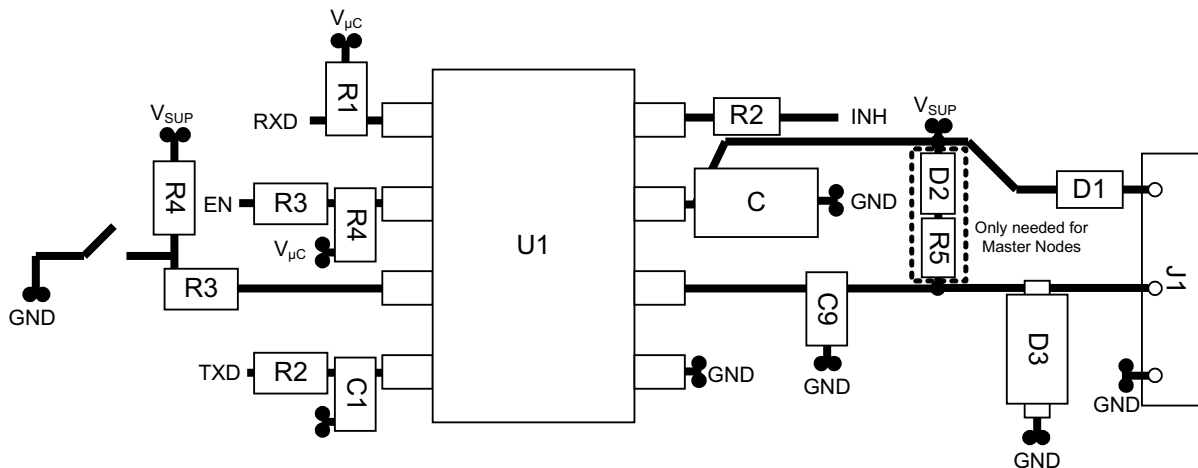 VµC
R1
RXD
VSUP
R4
EN
R3
R4
VµC
R3
GND
TXD
R2
C1
U1
R2
INH
VSUP
C
GND
D2
R5
Only needed for
Master Nodes
D1
J1
C9
GND
GND
D3
GND
GND